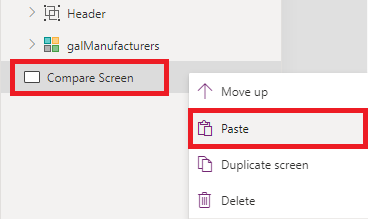 Header
galManufacturers
Compare Screen
Move up
Paste
Duplicate screen
Delete